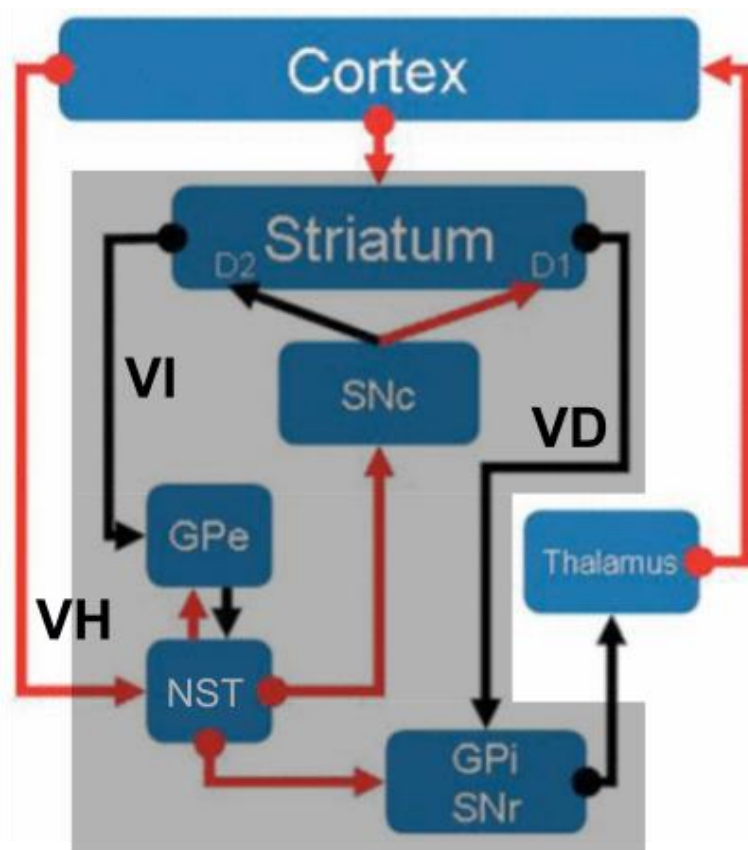 Cortex
Striatum
D2
D1
SNc
VI
VD
GPe
Thalamus
VH
NST
GPi
SNr